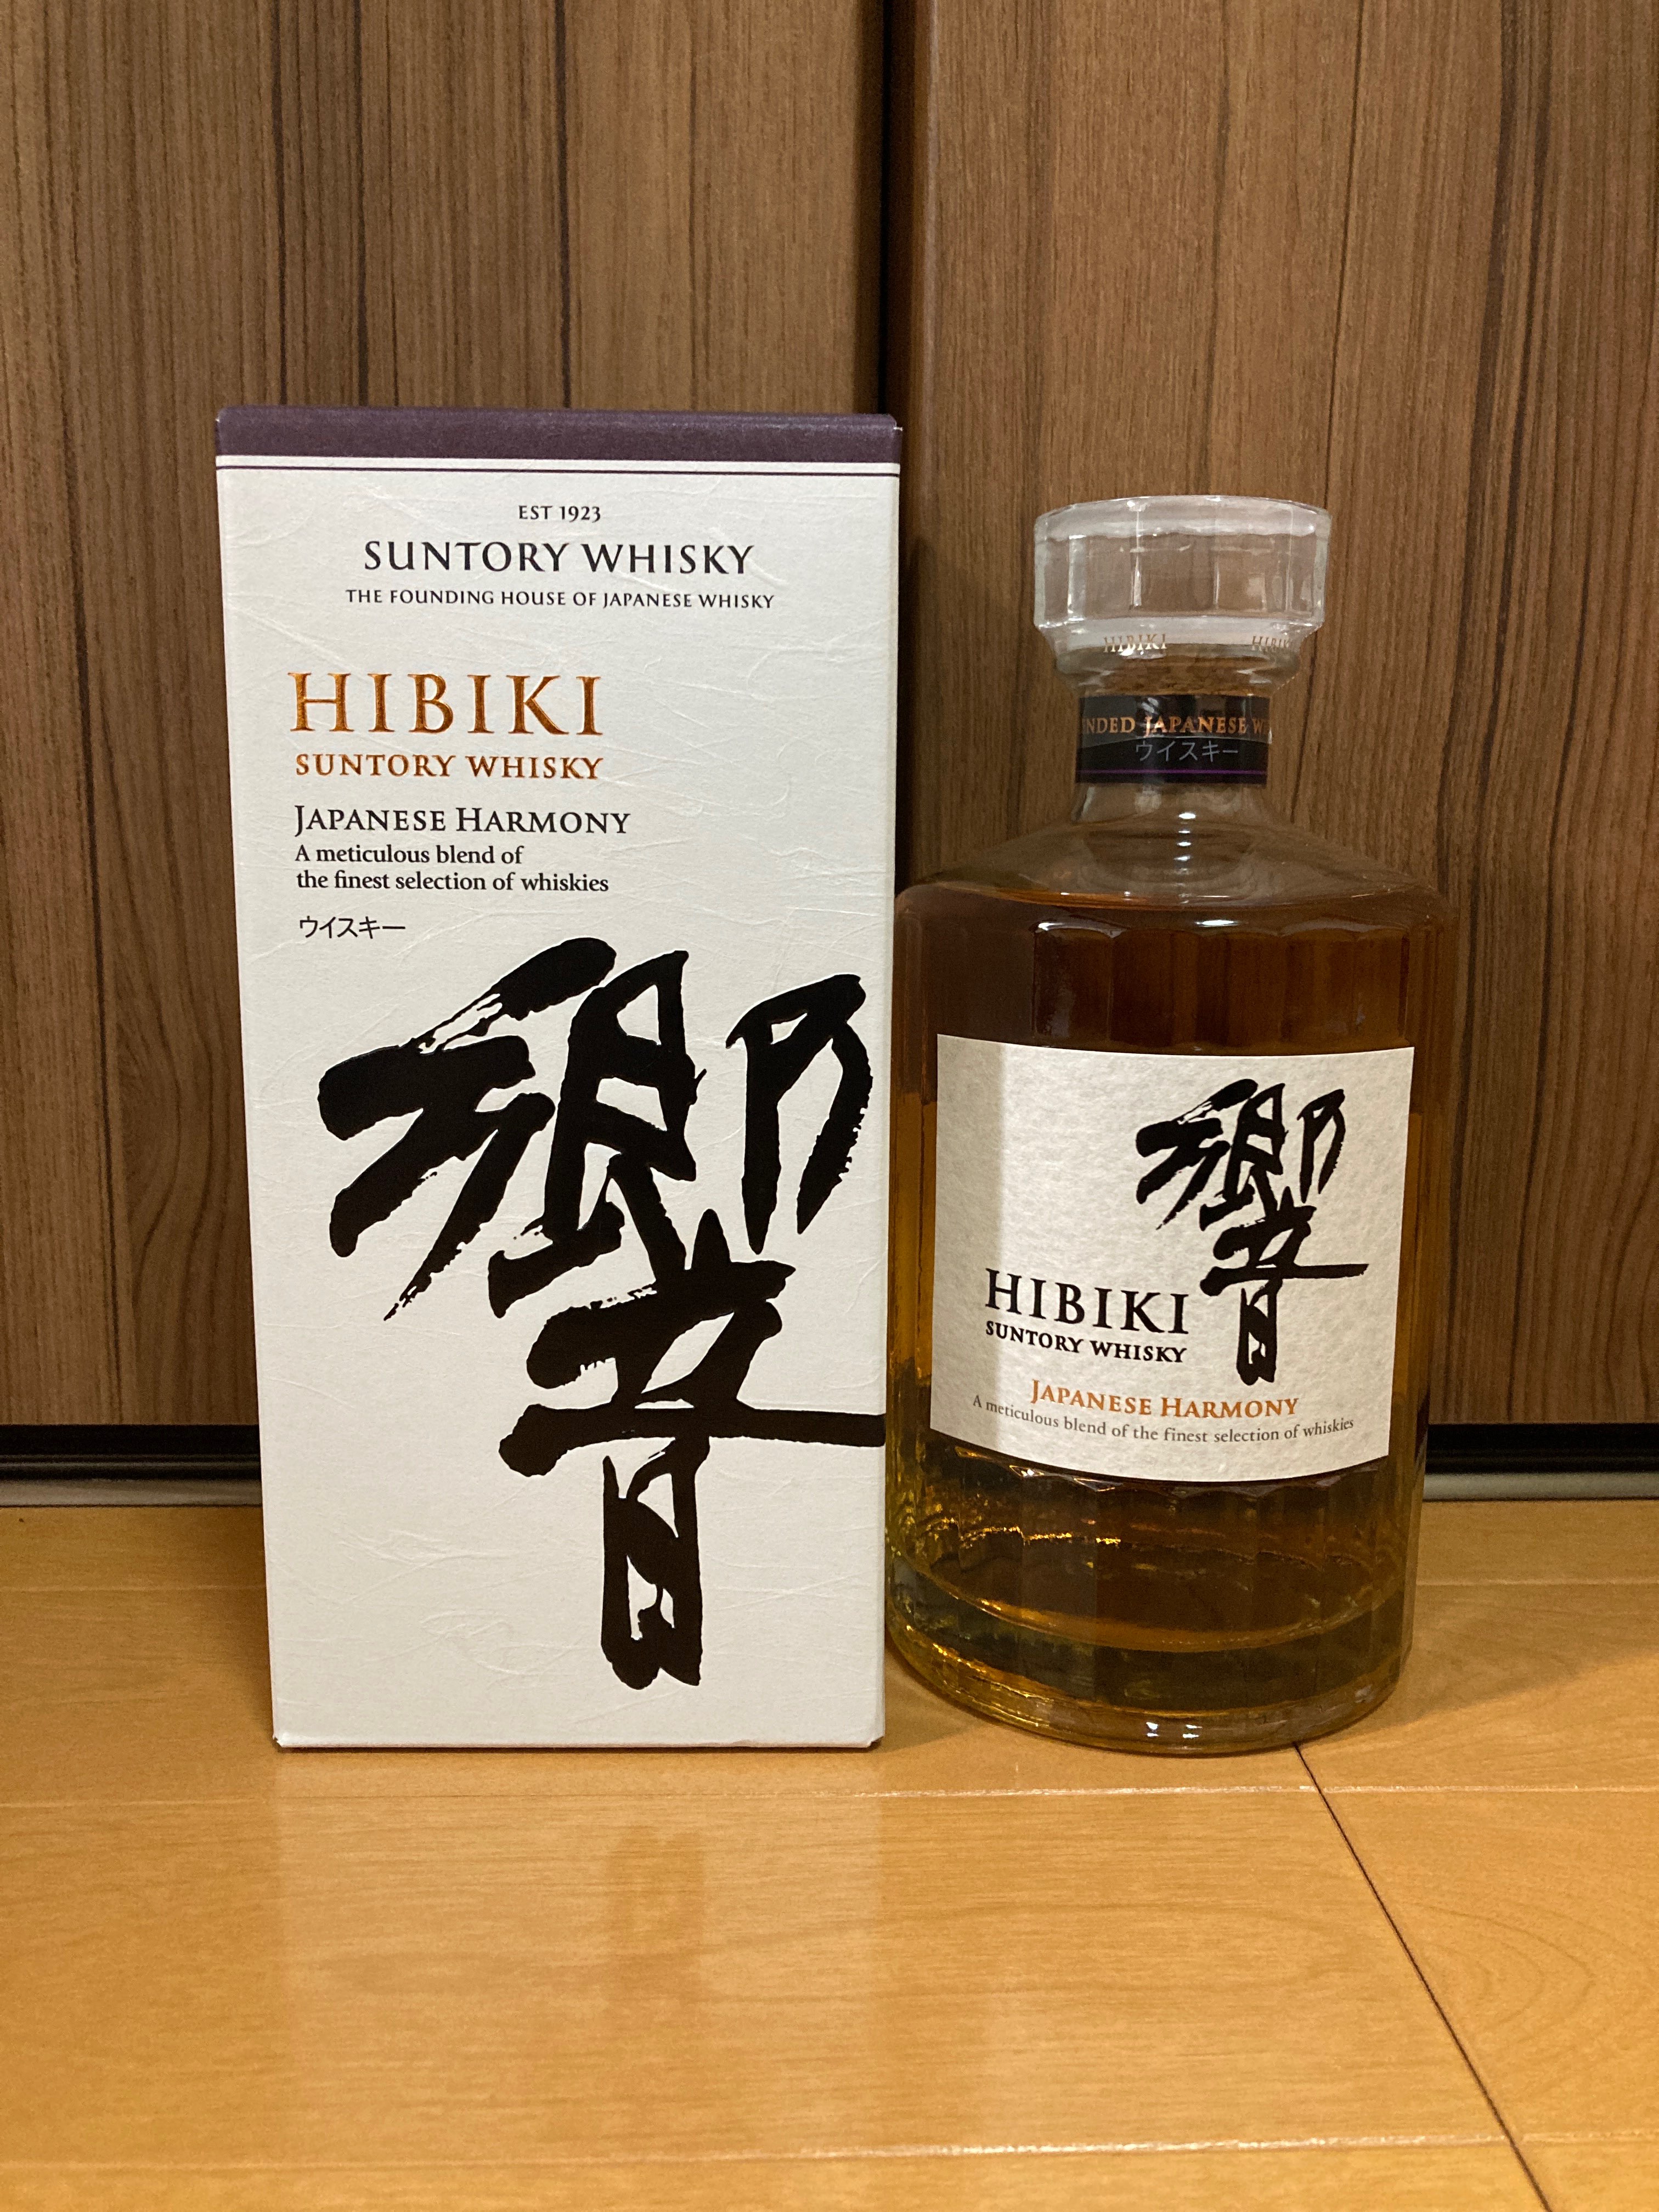 EST 1923
SUNTORY WHISKY
THE FOUNDING HOUSE OF JAPANESE WHISKY
HIBIKI
SUNTORY WHISKY
JAPANESE HARMONY
A meticulous blend of
the finest selection of whiskies
ウイスキー
響
HIBIKI
JAPANESE
ウイスキー
響
HIBIKI
SUNTORY WHISKY
JAPANESE HARMONY
A meticulous blend of the finest selection of whiskies